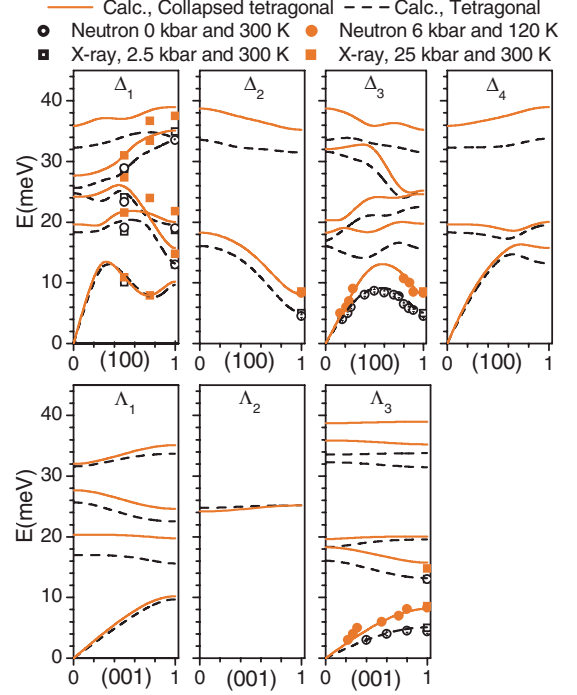 Calc., Collapsed tetragonal Calc., Tetragonal
Neutron 0 kbar and 300 K Neutron 6 kbar and 120 K
X-ray, 2.5 kbar and 300 K X-ray, 25 kbar and 300 K
Δ1 Δ2 Δ3 Δ4
E(meV)
40
30
20
10
0
0 (100) 1 0 (100) 1 0 (100) 1 0 (100) 1
Λ1 Λ2 Λ3
E(meV)
40
30
20
10
0
0 (001) 1 0 (001) 1 0 (001) 1